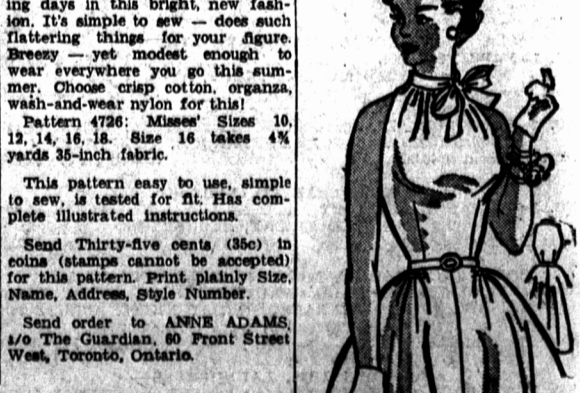 ing days in this bright, new fash-
ion. It's simple to sew — does such
flattering things for your figure.
Breezy — yet modest enough to
wear everywhere you go this sum-
mer. Choose crisp cotton, organza,
wash-and-wear nylon for this!
Pattern 4726: Misses' Sizes 10,
12, 14, 16, 18. Size 16 takes 4⅜
yards 35-inch fabric.
This pattern easy to use, simple
to sew, is tested for fit. Has com-
plete illustrated instructions.
Send Thirty-five cents (35c) in
coins (stamps cannot be accepted)
for this pattern. Print plainly Size,
Name, Address, Style Number.
Send order to ANNE ADAMS,
s/o The Guardian, 60 Front Street
West, Toronto, Ontario.